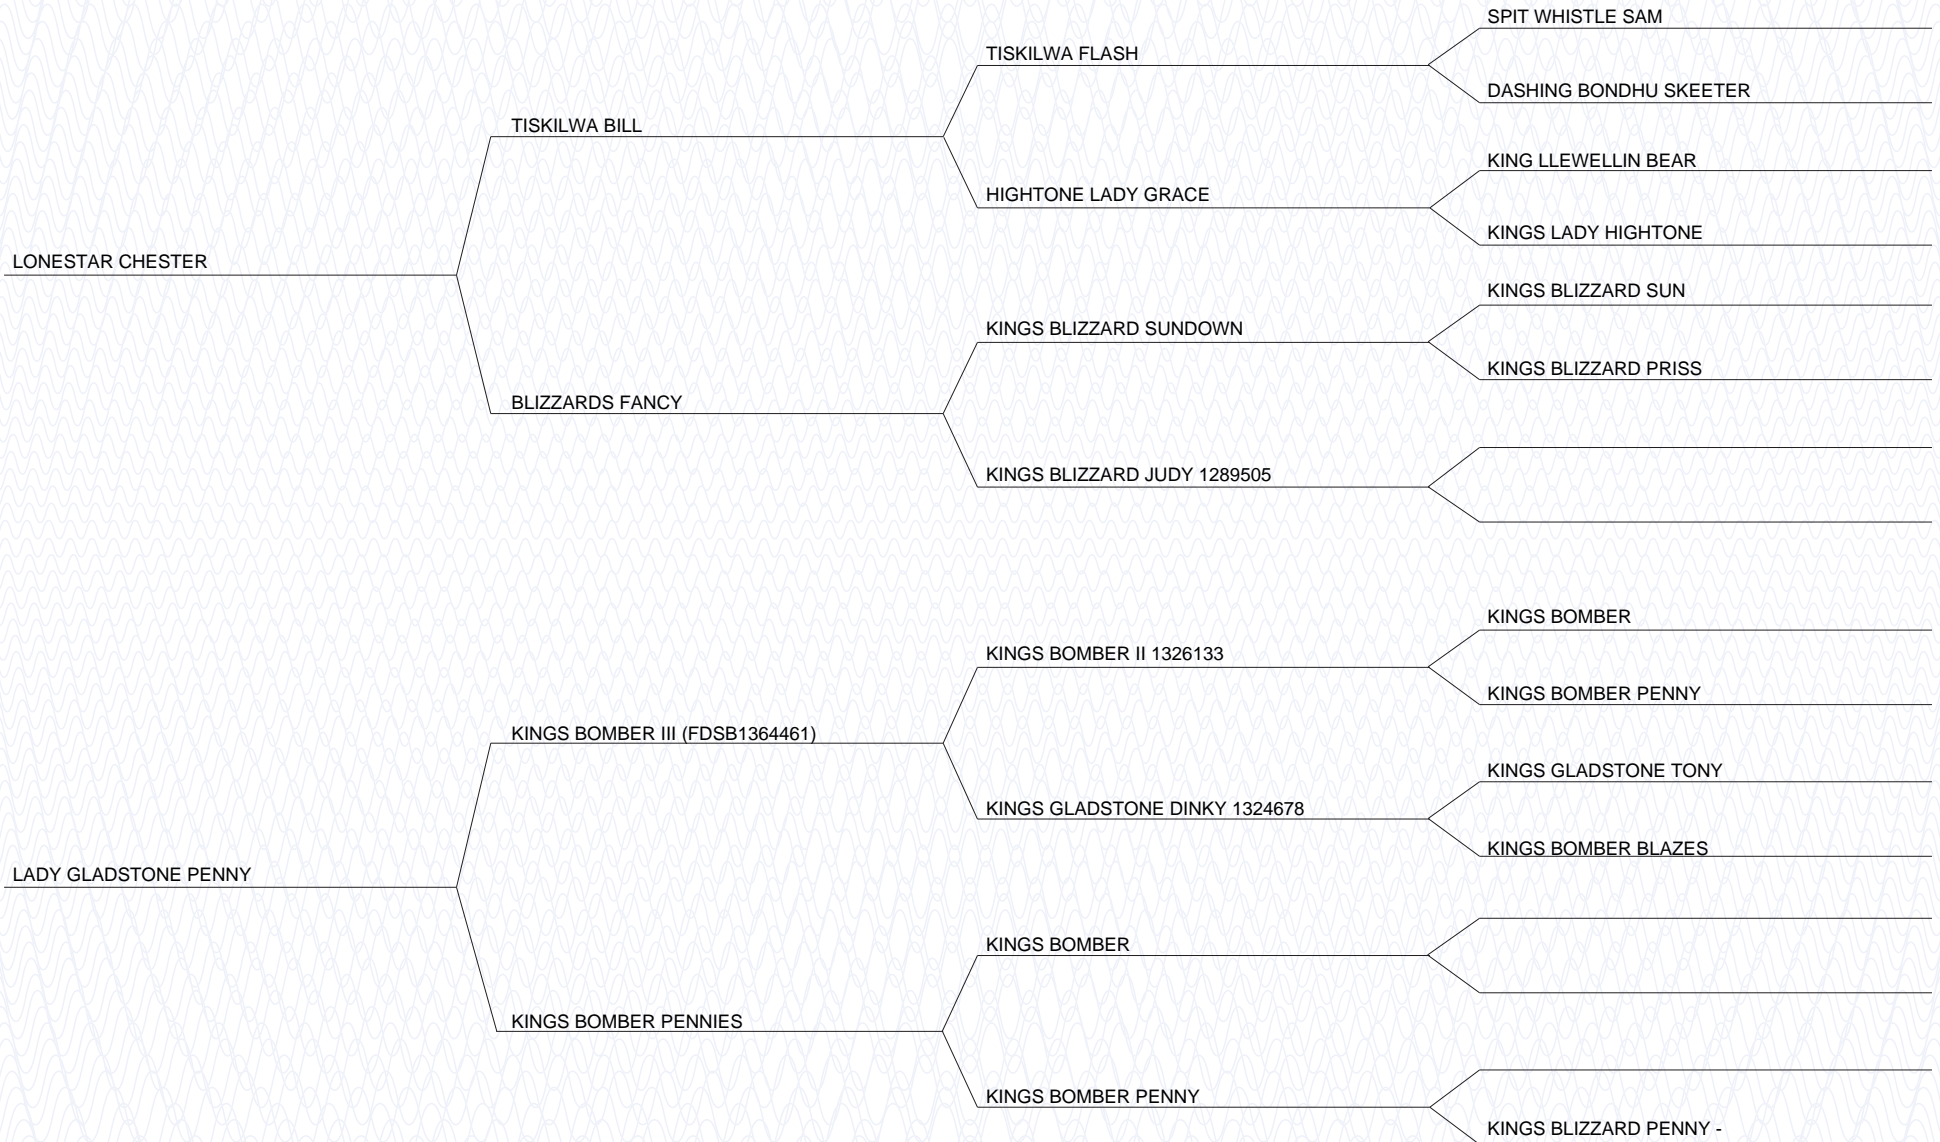 SPIT WHISTLE SAM
TISKILWA FLASH
DASHING BONDHU SKEETER
TISKILWA BILL
KING LLEWELLIN BEAR
HIGHTONE LADY GRACE
KINGS LADY HIGHTONE
LONESTAR CHESTER
KINGS BLIZZARD SUN
KINGS BLIZZARD SUNDOWN
KINGS BLIZZARD PRISS
BLIZZARDS FANCY
KINGS BLIZZARD JUDY 1289505
KINGS BOMBER
KINGS BOMBER II 1326133
KINGS BOMBER PENNY
KINGS BOMBER III (FDSB1364461)
KINGS GLADSTONE TONY
KINGS GLADSTONE DINKY 1324678
KINGS BOMBER BLAZES
LADY GLADSTONE PENNY
KINGS BOMBER
KINGS BOMBER PENNIES
KINGS BOMBER PENNY
KINGS BLIZZARD PENNY -